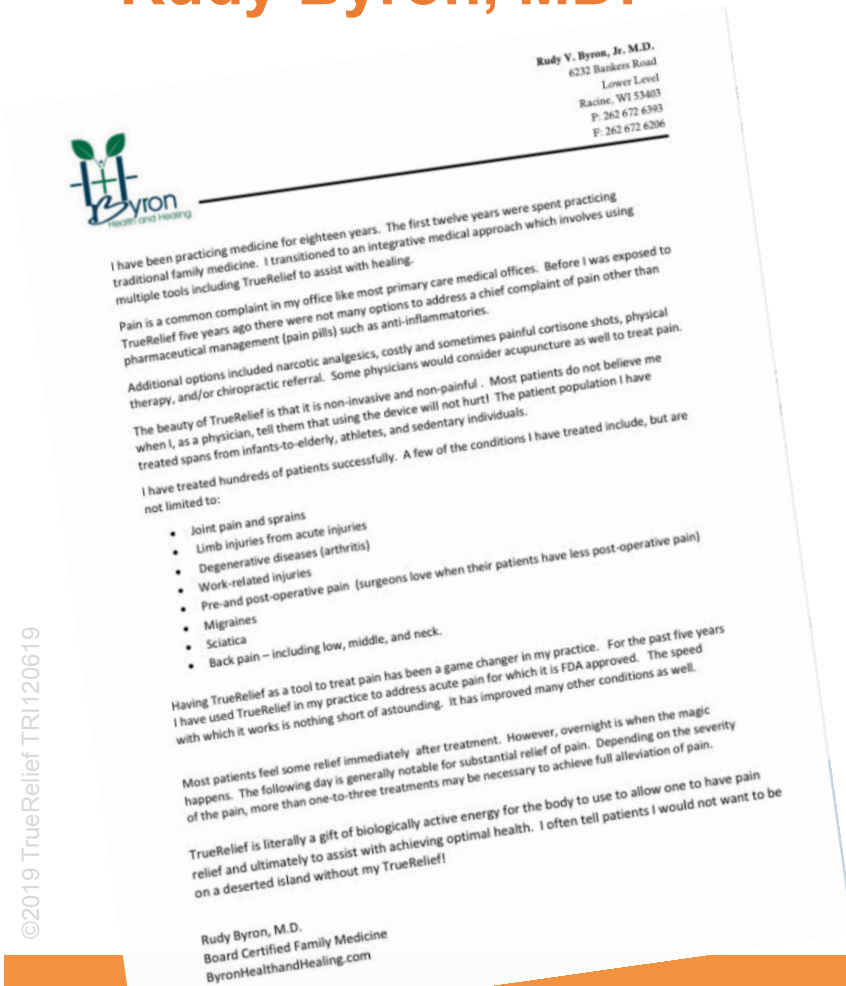 Rudy Byron, MD.
Rudy V. Byron, Jr. M.D.
6232 Bankers Road
Lower Level
Racine, WI 53403
P: 262 672 6393
F: 262 672 6206
Byron
Health and Healing
I have been practicing medicine for eighteen years. The first twelve years were spent practicing
traditional family medicine. I transitioned to an integrative medical approach which involves using
multiple tools including TrueRelief to assist with healing.
Pain is a common complaint in my office like most primary care medical offices. Before I was exposed to
TrueRelief five years ago there were not many options to address a chief complaint of pain other than
pharmaceutical management (pain pills) such as anti-inflammatories.
Additional options included narcotic analgesics, costly and sometimes painful cortisone shots, physical
therapy, and/or chiropractic referral. Some physicians would consider acupuncture as well to treat pain.
The beauty of TrueRelief is that it is non-invasive and non-painful . Most patients do not believe me
when I, as a physician, tell them that using the device will not hurt! The patient population I have
treated spans from infants-to-elderly, athletes, and sedentary individuals.
I have treated hundreds of patients successfully. A few of the conditions I have treated include, but are
not limited to:
• Joint pain and sprains
• Limb injuries from acute injuries
• Degenerative diseases (arthritis)
• Work-related injuries
• Pre-and post-operative pain (surgeons love when their patients have less post-operative pain)
• Migraines
• Sciatica
• Back pain – including low, middle, and neck.
Having TrueRelief as a tool to treat pain has been a game changer in my practice. For the past five years
I have used TrueRelief in my practice to address acute pain for which it is FDA approved. The speed
with which it works is nothing short of astounding. It has improved many other conditions as well.
Most patients feel some relief immediately after treatment. However, overnight is when the magic
happens. The following day is generally notable for substantial relief of pain. Depending on the severity
of the pain, more than one-to-three treatments may be necessary to achieve full alleviation of pain.
TrueRelief is literally a gift of biologically active energy for the body to use to allow one to have pain
relief and ultimately to assist with achieving optimal health. I often tell patients I would not want to be
on a deserted island without my TrueRelief!
Rudy Byron, M.D.
Board Certified Family Medicine
ByronHealthandHealing.com
©2019 TrueRelief TRI120619